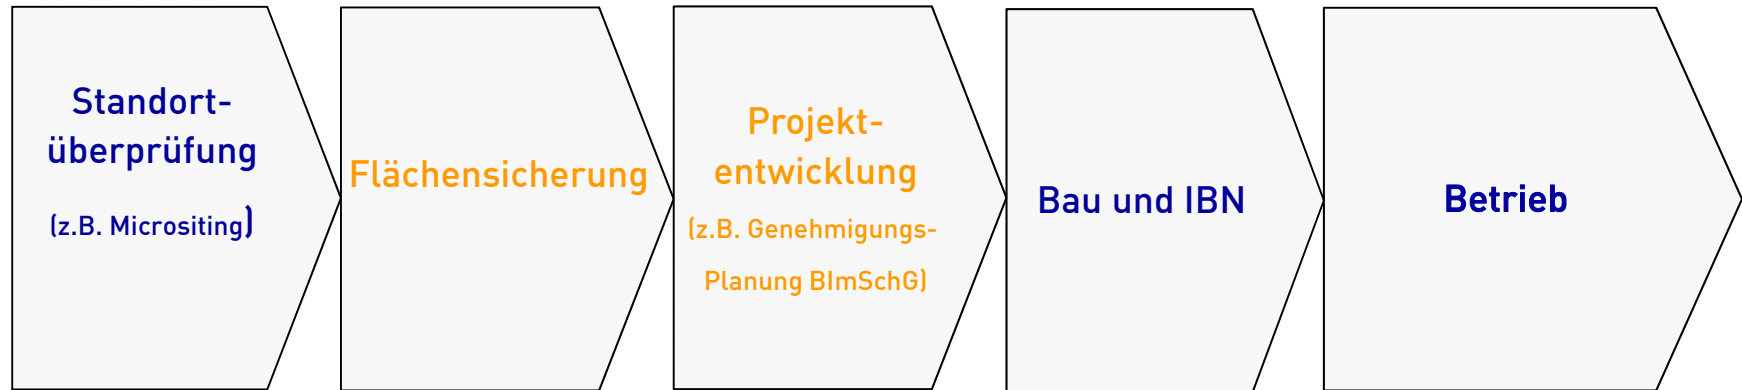 Standort-
überprüfung
(z.B. Micrositing)
Flächensicherung
Projekt-
entwicklung
(z.B. Genehmigungs-
Planung BImSchG)
Bau und IBN
Betrieb